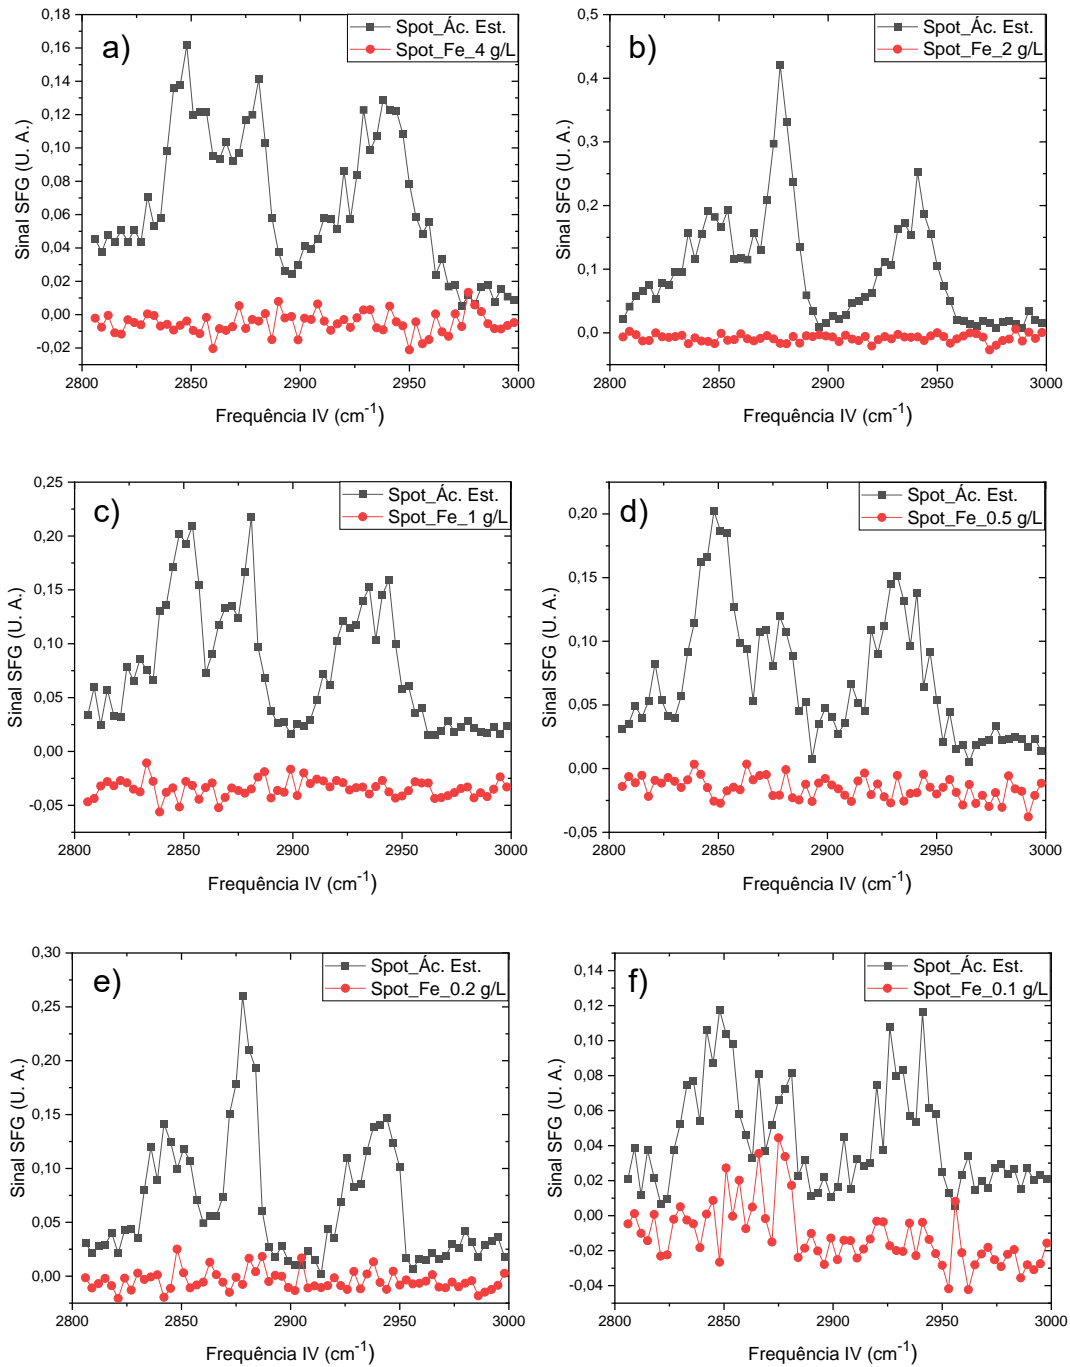 a)
Spot_Ác. Est.
Spot_Fe_4 g/L
0,18
0,16
0,14
0,12
0,10
0,08
0,06
0,04
0,02
0,00
-0,02
Sinal SFG (U. A.)
2800 2850 2900 2950 3000
Frequência IV (cm-1)
b)
Spot_Ác. Est.
Spot_Fe_2 g/L
0,5
0,4
0,3
0,2
0,1
0,0
Sinal SFG (U. A.)
2800 2850 2900 2950 3000
Frequência IV (cm-1)
c)
Spot_Ác. Est.
Spot_Fe_1 g/L
0,25
0,20
0,15
0,10
0,05
0,00
-0,05
Sinal SFG (U. A.)
2800 2850 2900 2950 3000
Frequência IV (cm-1)
d)
Spot_Ác. Est.
Spot_Fe_0.5 g/L
0,20
0,15
0,10
0,05
0,00
-0,05
Sinal SFG (U. A.)
2800 2850 2900 2950 3000
Frequência IV (cm-1)
e)
Spot_Ác. Est.
Spot_Fe_0.2 g/L
0,30
0,25
0,20
0,15
0,10
0,05
0,00
Sinal SFG (U. A.)
2800 2850 2900 2950 3000
Frequência IV (cm-1)
f)
Spot_Ác. Est.
Spot_Fe_0.1 g/L
0,14
0,12
0,10
0,08
0,06
0,04
0,02
0,00
-0,02
-0,04
Sinal SFG (U. A.)
2800 2850 2900 2950 3000
Frequência IV (cm-1)